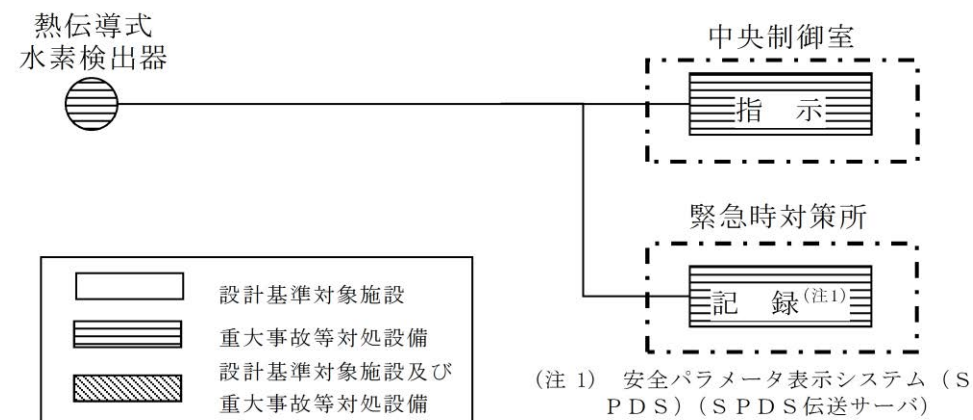 熱伝導式
水素検出器
中央制御室
指 示
緊急時対策所
記 録(注1)
設計基準対象施設
重大事故等対処設備
設計基準対象施設及び
重大事故等対処設備
(注 1) 安全パラメータ表示システム(S
PDS)(SPDS伝送サーバ)